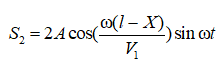 S₂ = 2A cos(ω(l − X)/V₁) sin ωt